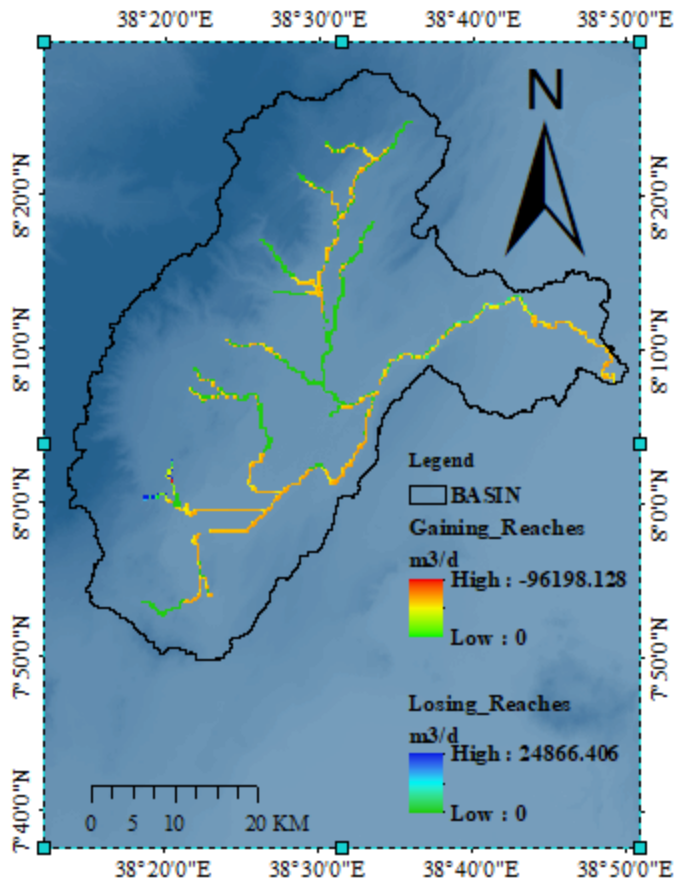 38°20'0"E 38°30'0"E 38°40'0"E 38°50'0"E
N
8°20'0"N 8°20'0"N
8°10'0"N 8°10'0"N
8°0'0"N 8°0'0"N
7°50'0"N 7°50'0"N
7°40'0"N
Legend
BASIN
Gaining_Reaches
m3/d
High : -96198.128
Low : 0
Losing_Reaches
m3/d
High : 24866.406
Low : 0
0 5 10 20 KM
7°40'0"N
38°20'0"E 38°30'0"E 38°40'0"E 38°50'0"E